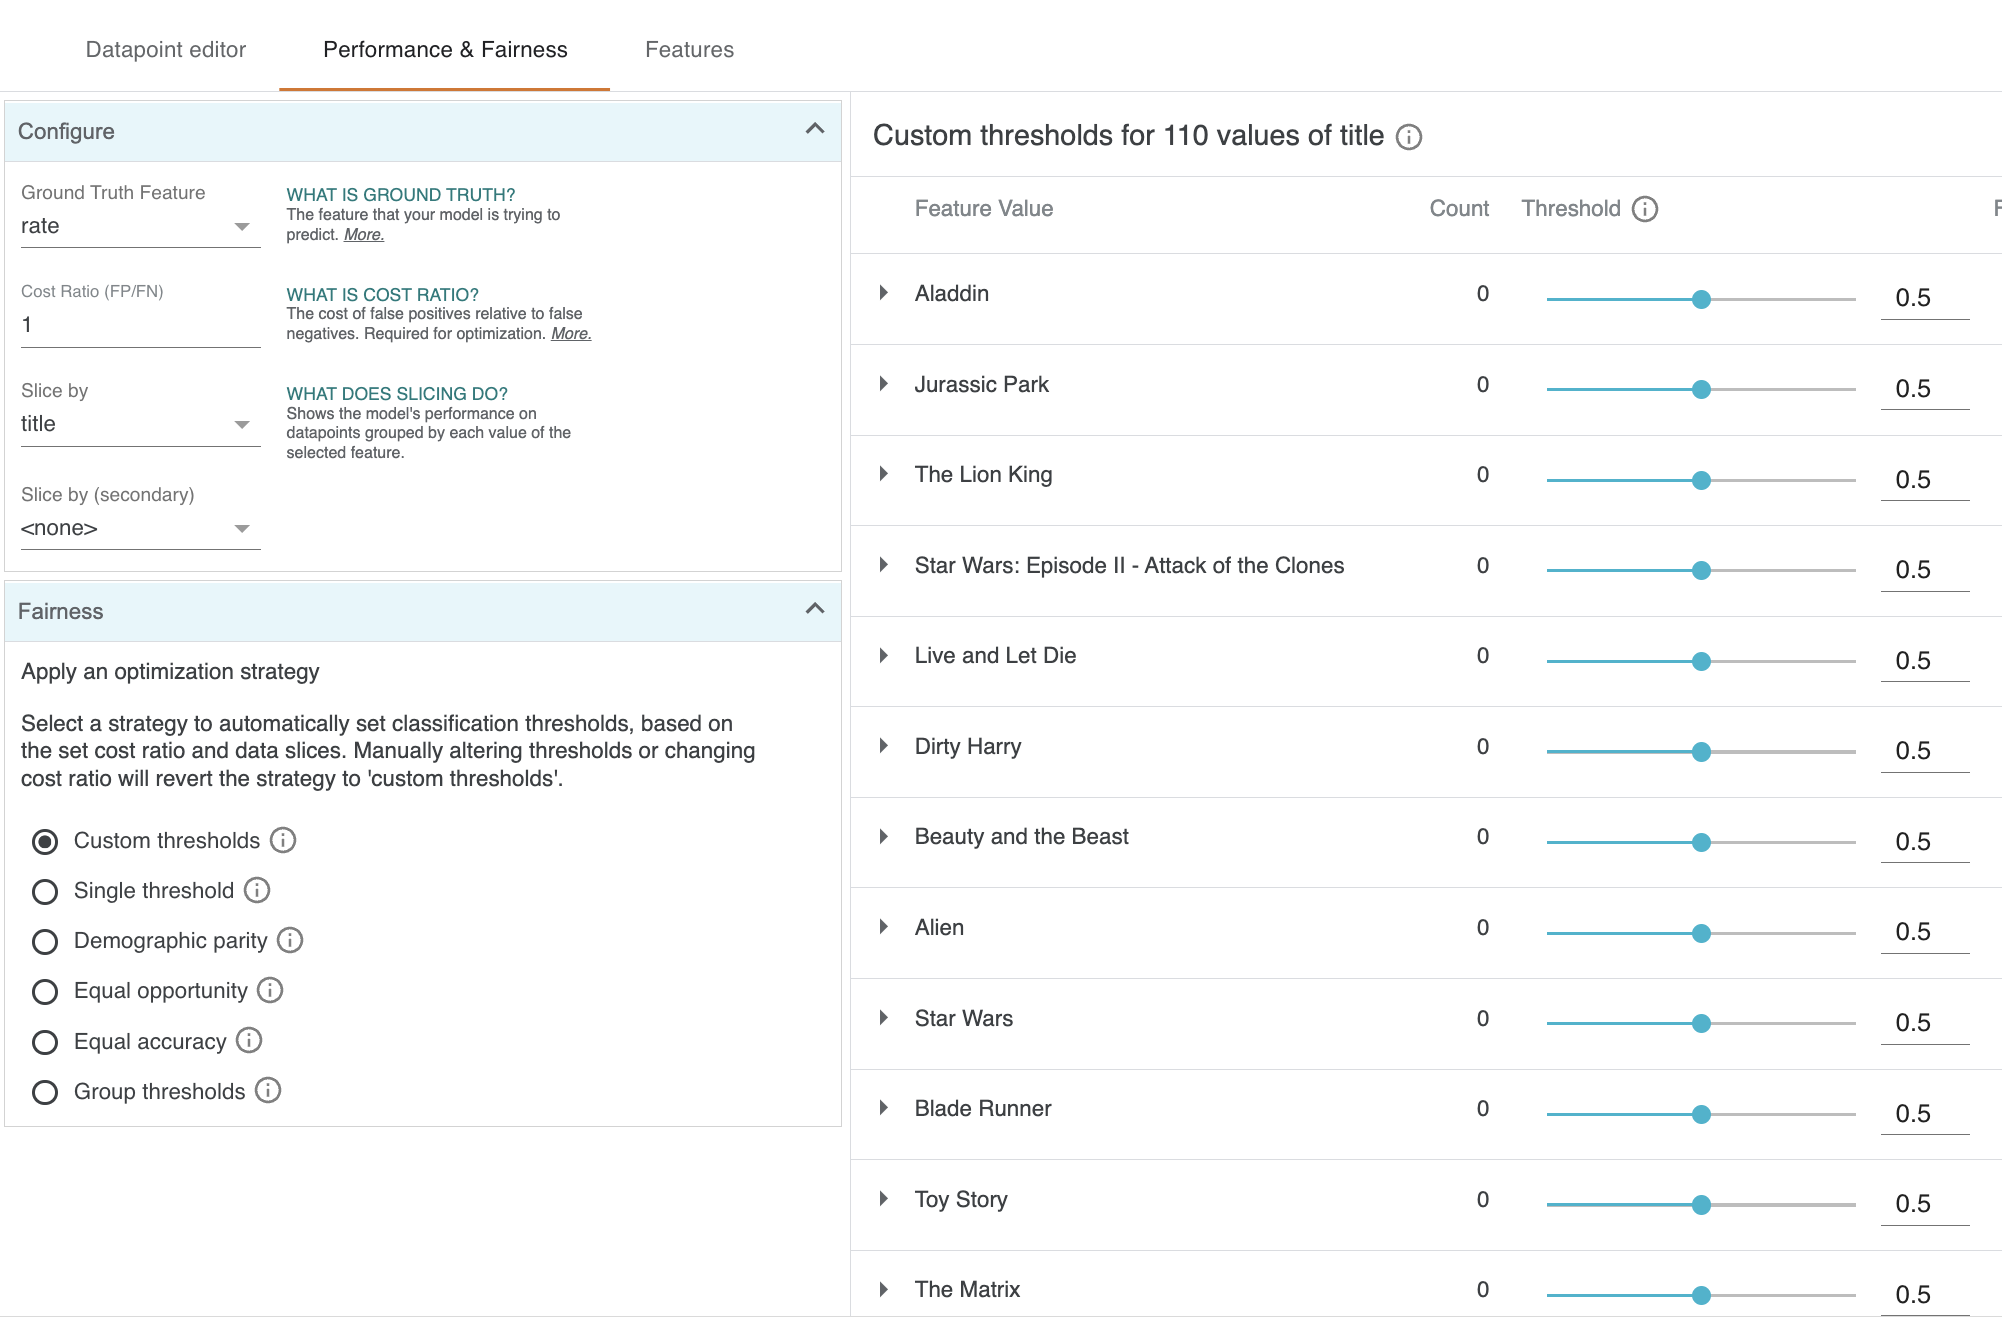 Datapoint editor
Performance & Fairness
Features
Configure
Ground Truth Feature
rate
WHAT IS GROUND TRUTH?
The feature that your model is trying to
predict. More.
Cost Ratio (FP/FN)
1
WHAT IS COST RATIO?
The cost of false positives relative to false
negatives. Required for optimization. More.
Slice by
title
WHAT DOES SLICING DO?
Shows the model's performance on
datapoints grouped by each value of the
selected feature.
Slice by (secondary)
<none>
Fairness
Apply an optimization strategy
Select a strategy to automatically set classification thresholds, based on
the set cost ratio and data slices. Manually altering thresholds or changing
cost ratio will revert the strategy to 'custom thresholds'.
Custom thresholds
Single threshold
Demographic parity
Equal opportunity
Equal accuracy
Group thresholds
Custom thresholds for 110 values of title
Feature Value Count Threshold
Aladdin 0 0.5
Jurassic Park 0 0.5
The Lion King 0 0.5
Star Wars: Episode II - Attack of the Clones 0 0.5
Live and Let Die 0 0.5
Dirty Harry 0 0.5
Beauty and the Beast 0 0.5
Alien 0 0.5
Star Wars 0 0.5
Blade Runner 0 0.5
Toy Story 0 0.5
The Matrix 0 0.5